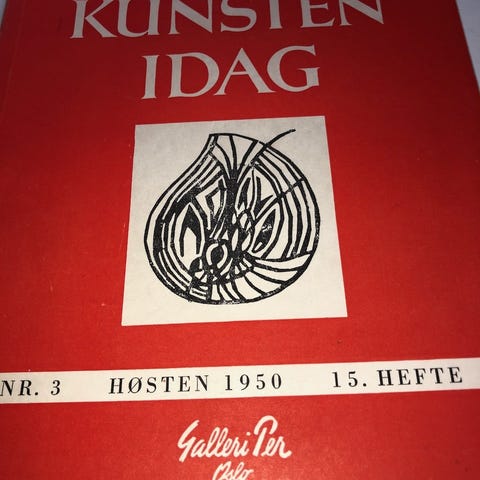 KUNSTEN
IDAG
NR. 3 HØSTEN 1950 15. HEFTE
Galleri Per
Oslo